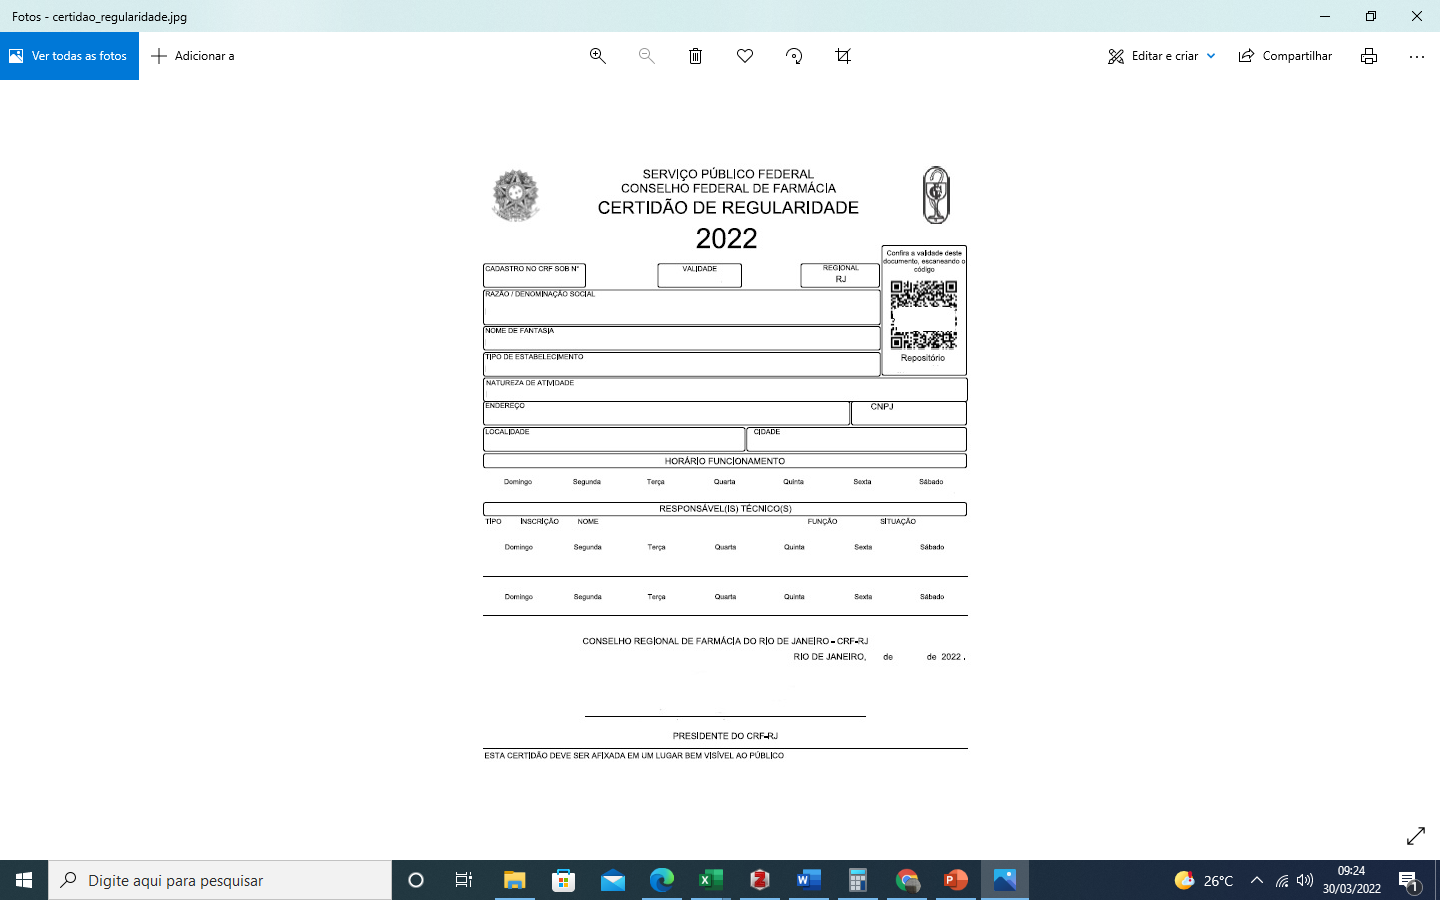 Fotos - certidao_regularidade.jpg
Ver todas as fotos
Adicionar a
Editar e criar
Compartilhar
SERVIÇO PÚBLICO FEDERAL
CONSELHO FEDERAL DE FARMÁCIA
CERTIDÃO DE REGULARIDADE
2022
Confira a validade deste
documento, escaneando o
código
Repositório
CADASTRO NO CRF SOB N°
VALIDADE
REGIONAL
RJ
RAZÃO / DENOMINAÇÃO SOCIAL
NOME DE FANTASIA
TIPO DE ESTABELECIMENTO
NATUREZA DE ATIVIDADE
ENDEREÇO CNPJ
LOCALIDADE CIDADE
HORÁRIO FUNCIONAMENTO
Domingo Segunda Terça Quarta Quinta Sexta Sábado
RESPONSÁVEL(IS) TÉCNICO(S)
TIPO INSCRIÇÃO NOME FUNÇÃO SITUAÇÃO
Domingo Segunda Terça Quarta Quinta Sexta Sábado
Domingo Segunda Terça Quarta Quinta Sexta Sábado
CONSELHO REGIONAL DE FARMÁCIA DO RIO DE JANEIRO - CRF-RJ
RIO DE JANEIRO, de de 2022 .
PRESIDENTE DO CRF-RJ
ESTA CERTIDÃO DEVE SER AFIXADA EM UM LUGAR BEM VISÍVEL AO PÚBLICO
Digite aqui para pesquisar
26°C
09:24
30/03/2022
1